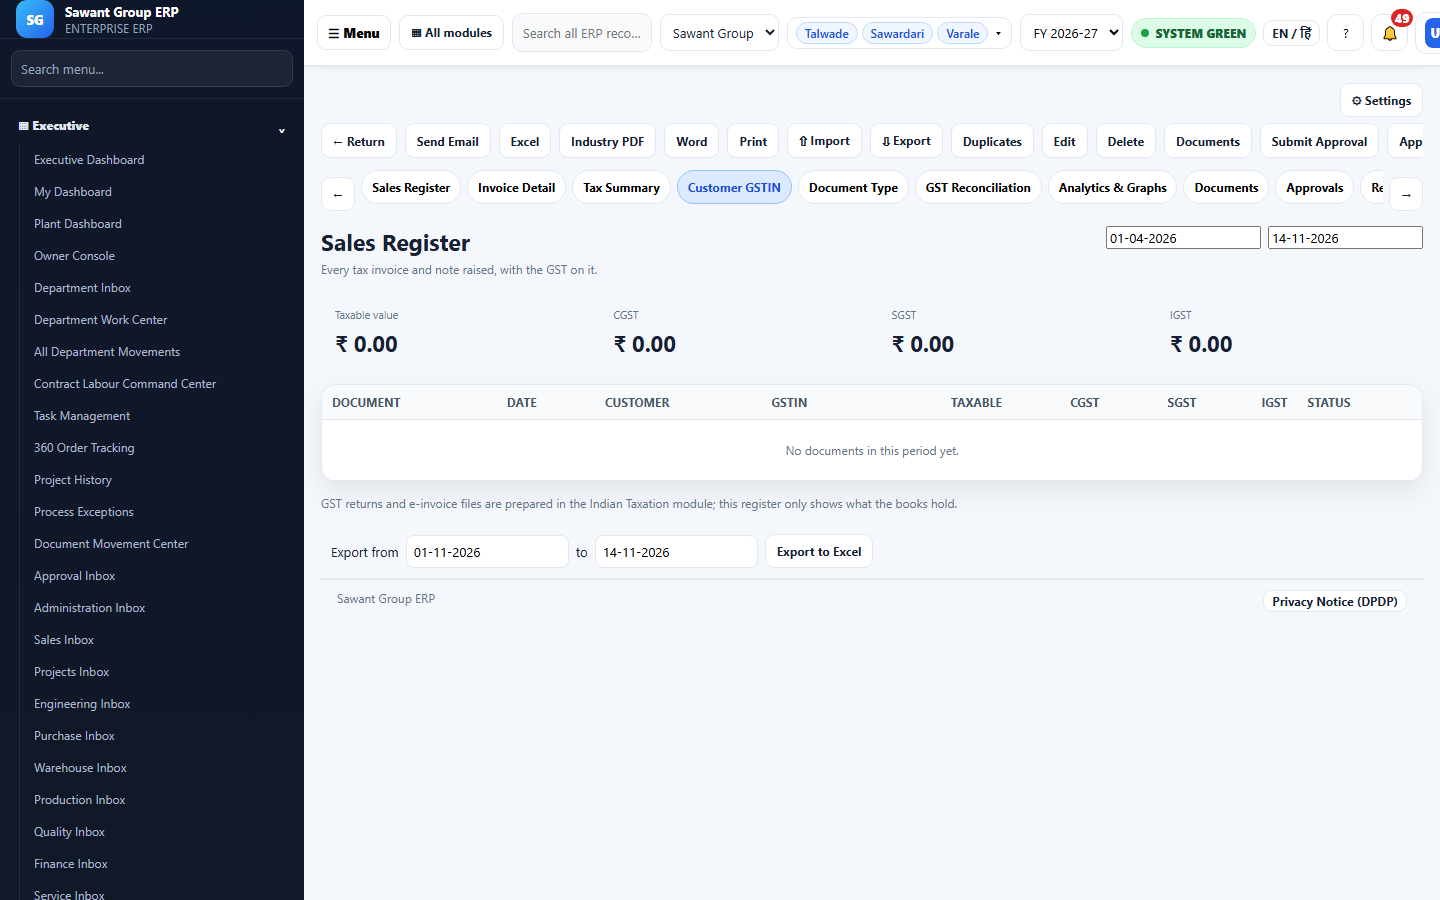 SG
Sawant Group ERP
ENTERPRISE ERP
Search menu...
Executive
Executive Dashboard
My Dashboard
Plant Dashboard
Owner Console
Department Inbox
Department Work Center
All Department Movements
Contract Labour Command Center
Task Management
360 Order Tracking
Project History
Process Exceptions
Document Movement Center
Approval Inbox
Administration Inbox
Sales Inbox
Projects Inbox
Engineering Inbox
Purchase Inbox
Warehouse Inbox
Production Inbox
Quality Inbox
Finance Inbox
Service Inbox
☰ Menu
All modules
Search all ERP reco...
Sawant Group
Talwade Sawardari Varale
FY 2026-27
SYSTEM GREEN
EN / हिं
?
49
U
Settings
← Return Send Email Excel Industry PDF Word Print ⇧ Import ⇩ Export Duplicates Edit Delete Documents Submit Approval App
← Sales Register Invoice Detail Tax Summary Customer GSTIN Document Type GST Reconciliation Analytics & Graphs Documents Approvals Re →
Sales Register
01-04-2026 14-11-2026
Every tax invoice and note raised, with the GST on it.
Taxable value CGST SGST IGST
₹ 0.00 ₹ 0.00 ₹ 0.00 ₹ 0.00
DOCUMENT DATE CUSTOMER GSTIN TAXABLE CGST SGST IGST STATUS
No documents in this period yet.
GST returns and e-invoice files are prepared in the Indian Taxation module; this register only shows what the books hold.
Export from 01-11-2026 to 14-11-2026 Export to Excel
Sawant Group ERP
Privacy Notice (DPDP)